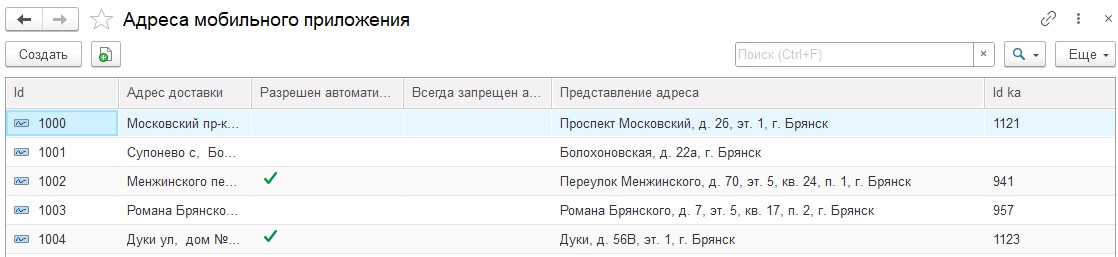 Адреса мобильного приложения
Создать Поиск (Ctrl+F) × Еще
Id Адрес доставки Разрешен автомати... Всегда запрещен а... Представление адреса Id ka
1000 Московский пр-к... Проспект Московский, д. 2б, эт. 1, г. Брянск 1121
1001 Супонево с, Бо... Болохоновская, д. 22а, г. Брянск
1002 Менжинского пе... Переулок Менжинского, д. 70, эт. 5, кв. 24, п. 1, г. Брянск 941
1003 Романа Брянско... Романа Брянского, д. 7, эт. 5, кв. 17, п. 2, г. Брянск 957
1004 Дуки ул, дом №... Дуки, д. 56В, эт. 1, г. Брянск 1123